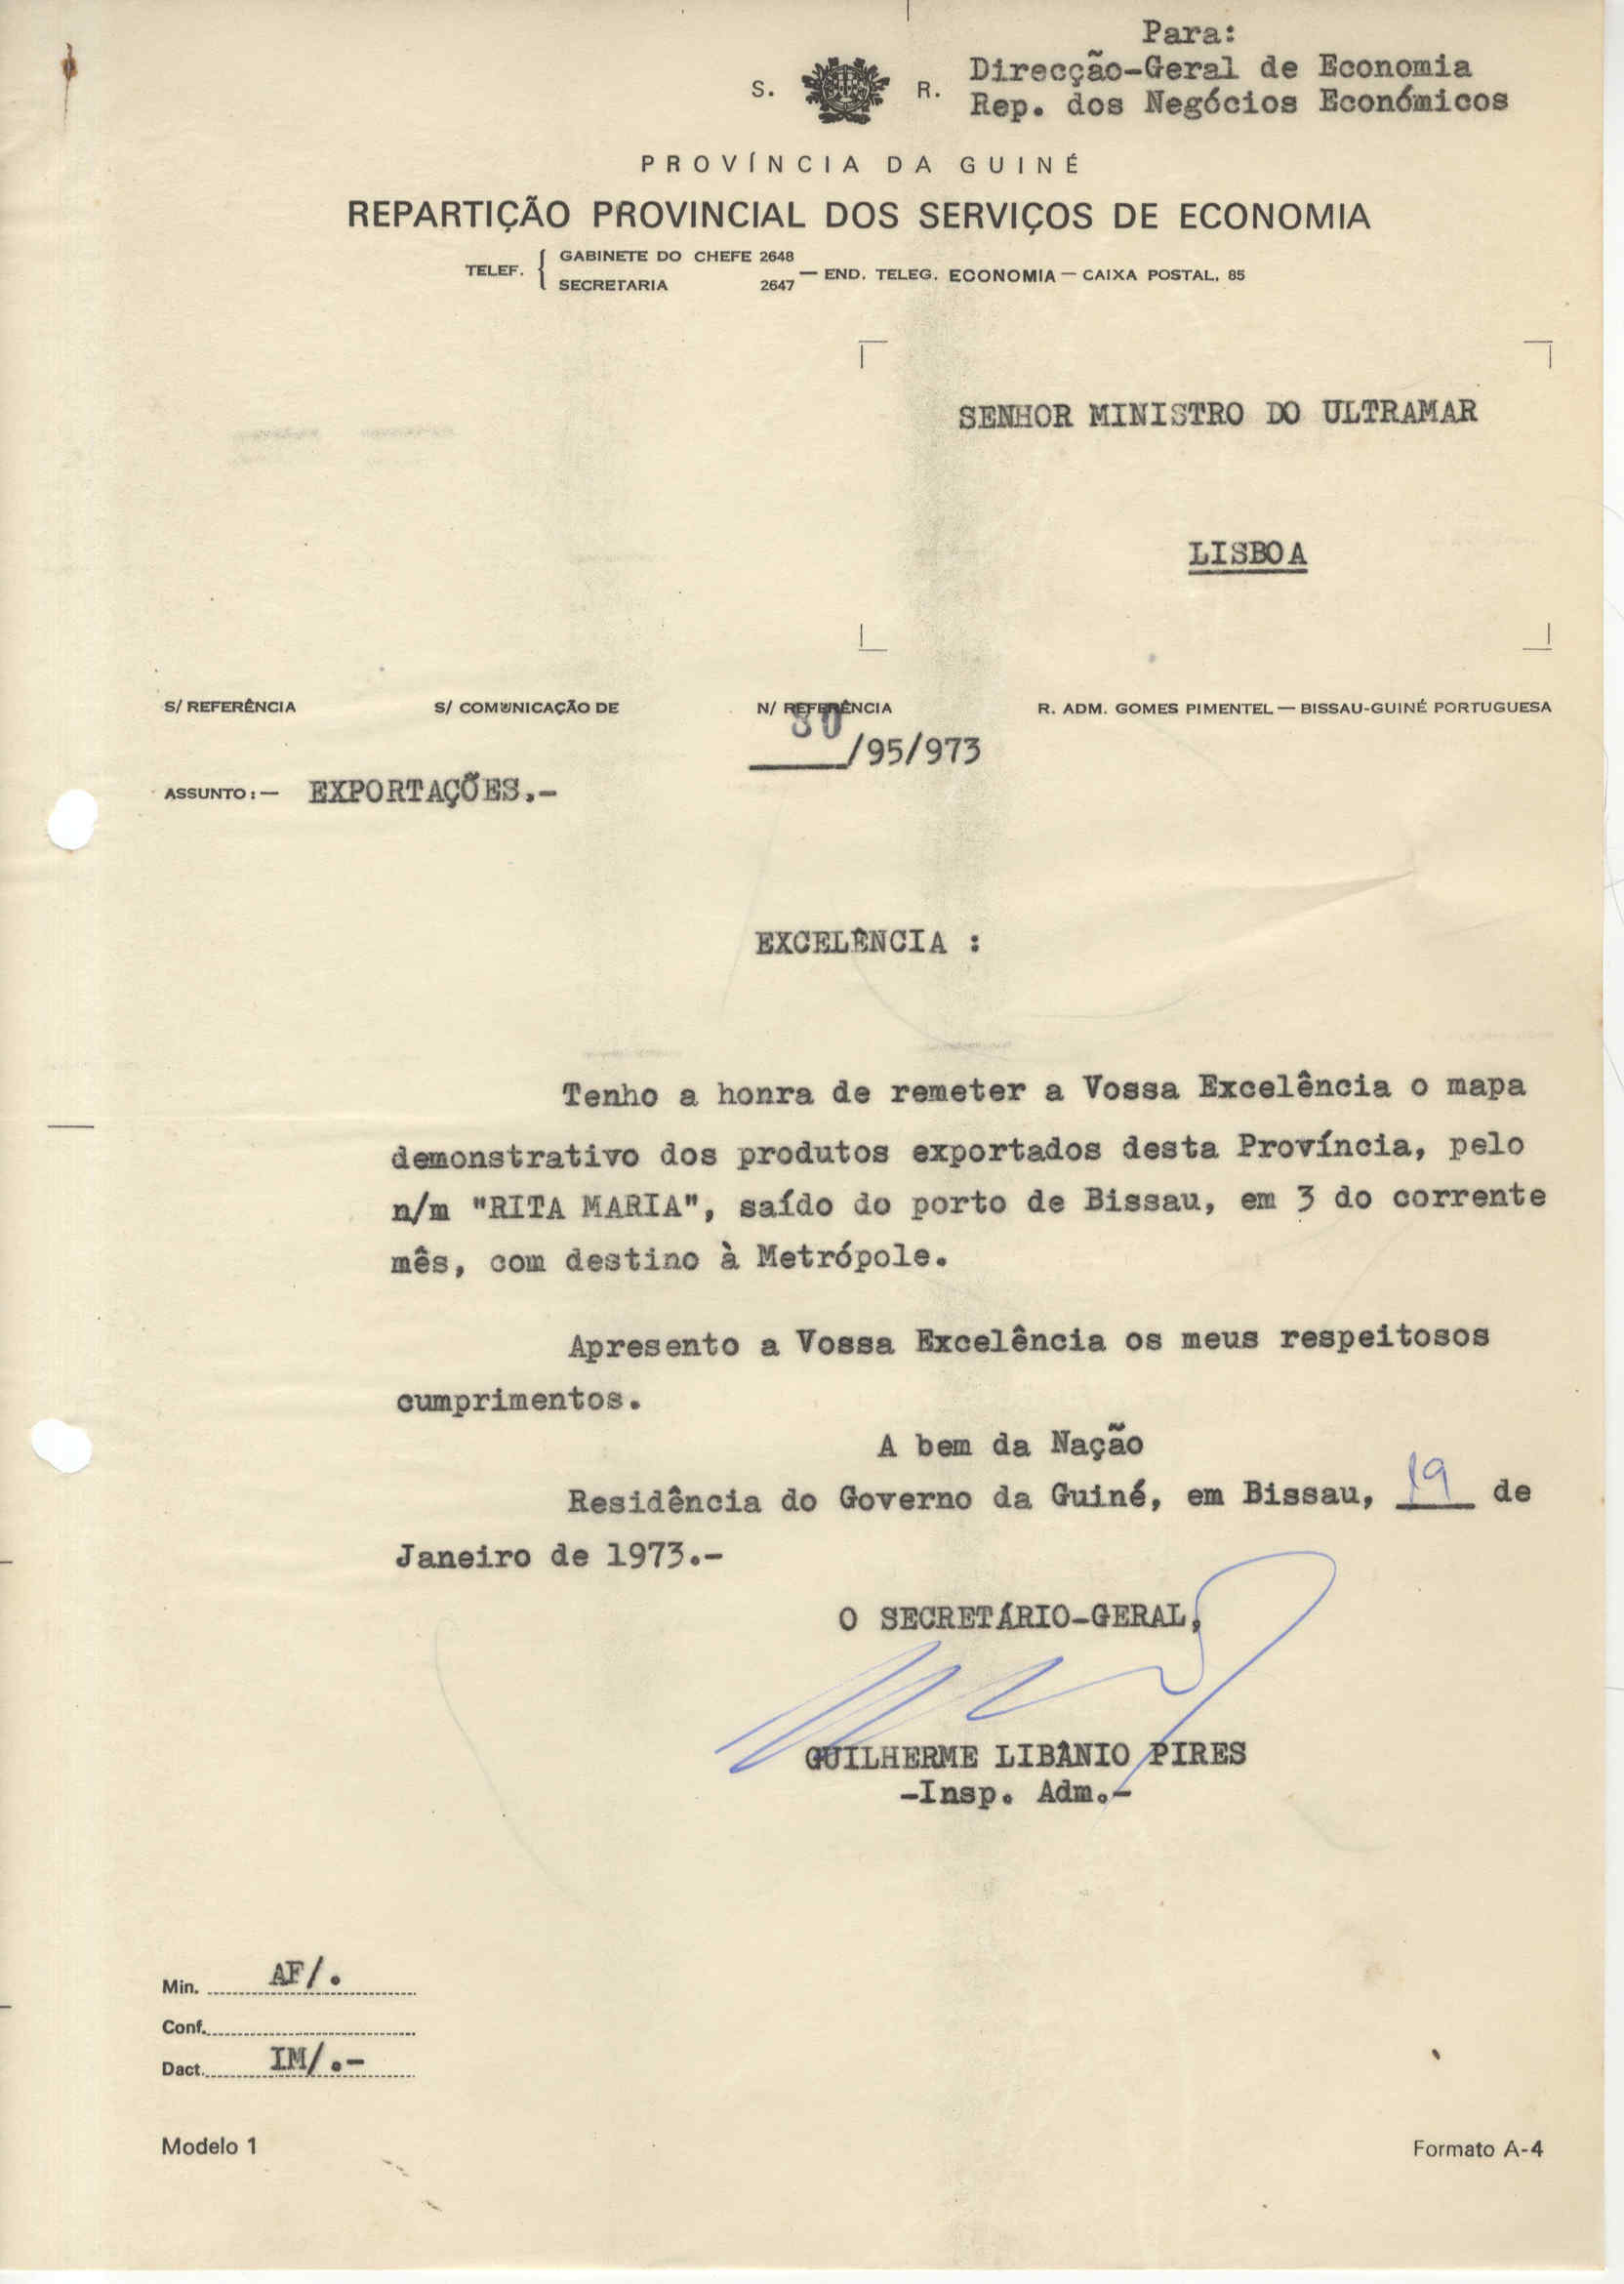 Para:
Direcção-Geral de Economia
S. R.
Rep. dos Negócios Económicos
PROVÍNCIA DA GUINÉ
REPARTIÇÃO PROVINCIAL DOS SERVIÇOS DE ECONOMIA
TELEF. { GABINETE DO CHEFE 2648
SECRETARIA 2647 — END. TELEG. ECONOMIA — CAIXA POSTAL, 85
SENHOR MINISTRO DO ULTRAMAR
LISBOA
S/ REFERÊNCIA S/ COMUNICAÇÃO DE N/ REFERÊNCIA R. ADM. GOMES PIMENTEL — BISSAU-GUINÉ PORTUGUESA
/95/973
ASSUNTO: — EXPORTAÇÕES.-
EXCELÊNCIA :
Tenho a honra de remeter a Vossa Excelência o mapa
demonstrativo dos produtos exportados desta Província, pelo
n/m "RITA MARIA", saído do porto de Bissau, em 3 do corrente
mês, com destino à Metrópole.
Apresento a Vossa Excelência os meus respeitosos
cumprimentos.
A bem da Nação
Residência do Governo da Guiné, em Bissau, 19 de
Janeiro de 1973.-
O SECRETÁRIO-GERAL,
GUILHERME LIBÂNIO PIRES
-Insp. Adm.-
Min. AF/.
Conf.
Dact. IM/.-
Modelo 1
Formato A-4